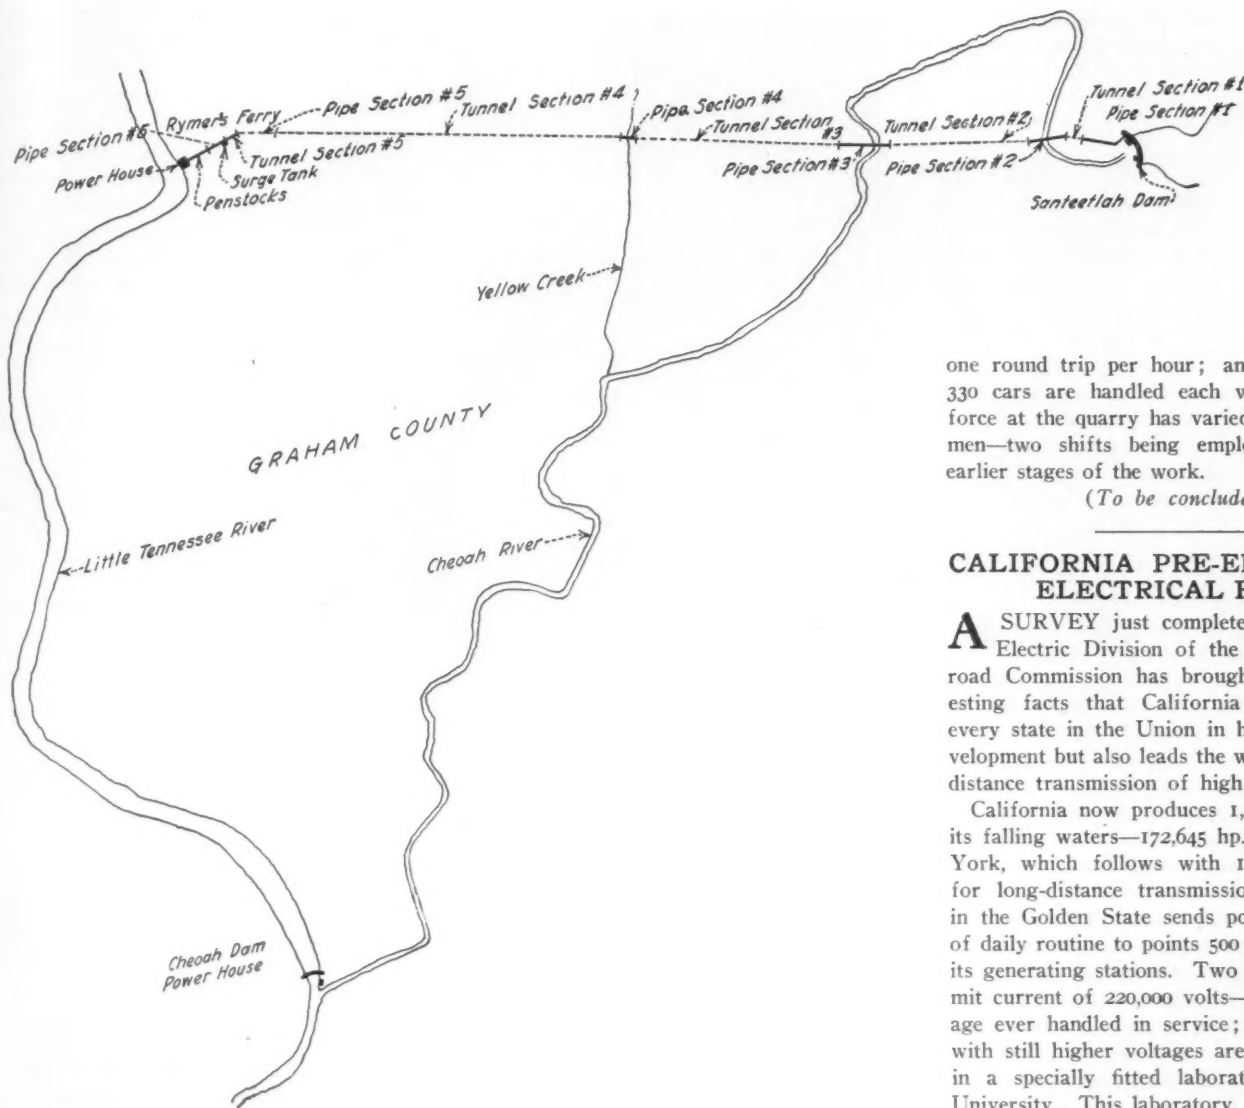 Pipe Section #6
Rymer's Ferry
Pipe Section #5
Tunnel Section #4
Pipe Section #4
Tunnel Section #3
Tunnel Section #2
Tunnel Section #1
Pipe Section #1
Power House
Penstocks
Surge Tank
Tunnel Section #5
Pipe Section #3
Pipe Section #2
Santeetlah Dam
Yellow Creek
GRAHAM COUNTY
Little Tennessee River
Cheoah River
Cheoah Dam
Power House
one round trip per hour; an
330 cars are handled each w
force at the quarry has varied
men—two shifts being emplo
earlier stages of the work.
(To be conclude
CALIFORNIA PRE-E
ELECTRICAL
A SURVEY just complete
Electric Division of the
road Commission has brough
esting facts that California
every state in the Union in h
velopment but also leads the w
distance transmission of high
California now produces 1,
its falling waters—172,645 hp.
York, which follows with 1
for long-distance transmissio
in the Golden State sends po
of daily routine to points 500
its generating stations. Two
mit current of 220,000 volts—
age ever handled in service;
with still higher voltages are
in a specially fitted laborat
University. This laboratory